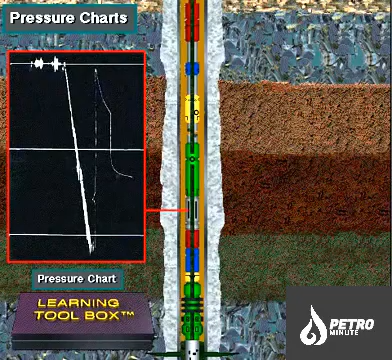 Pressure Charts
Pressure Chart
LEARNING
TOOL BOX™
PETRO
MINUTE